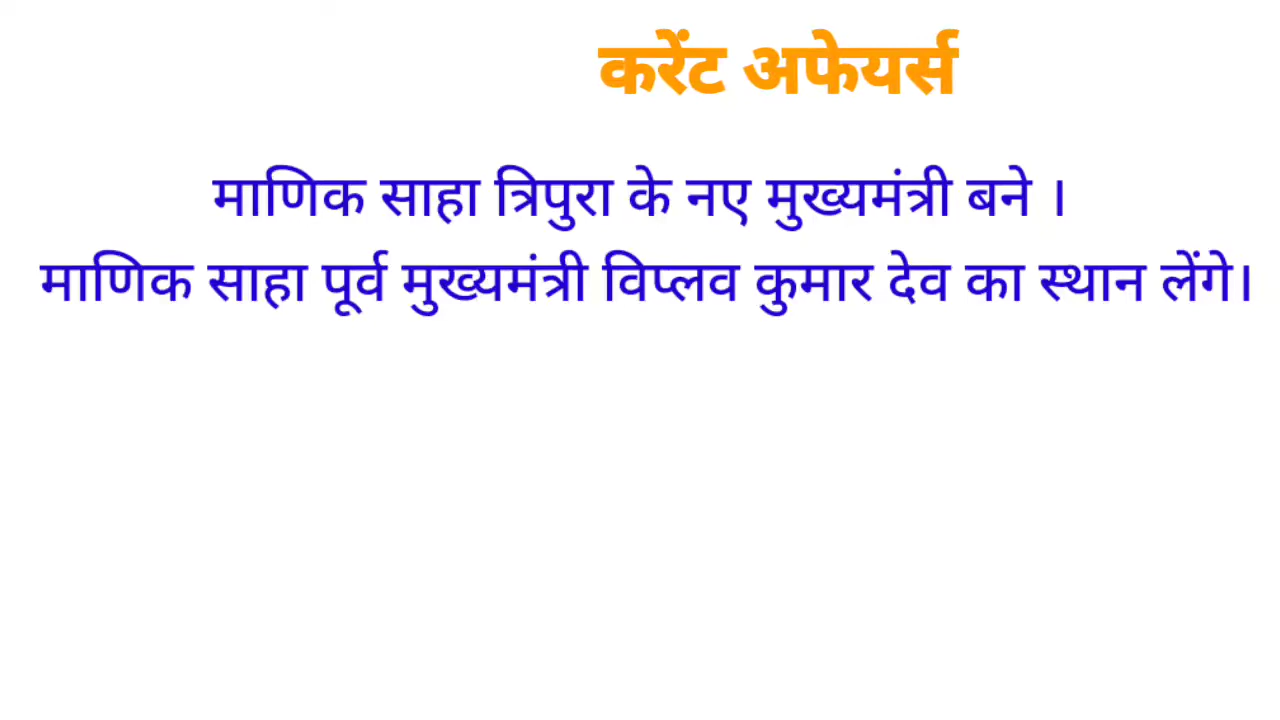 करेंट अफेयर्स
माणिक साहा त्रिपुरा के नए मुख्यमंत्री बने ।
माणिक साहा पूर्व मुख्यमंत्री विप्लव कुमार देव का स्थान लेंगे।